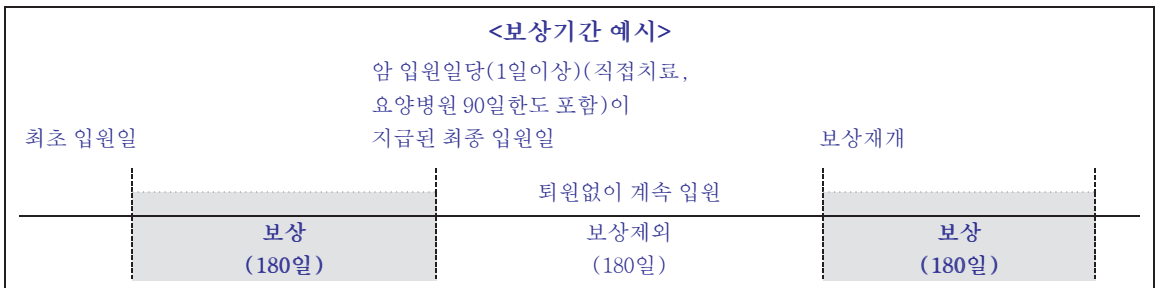 <보상기간 예시>
암 입원일당(1일이상)(직접치료,
요양병원 90일한도 포함)이
최초 입원일
지급된 최종 입원일
보상재개
퇴원없이 계속 입원
보상
보상제외
보상
(180일)
(180일)
(180일)